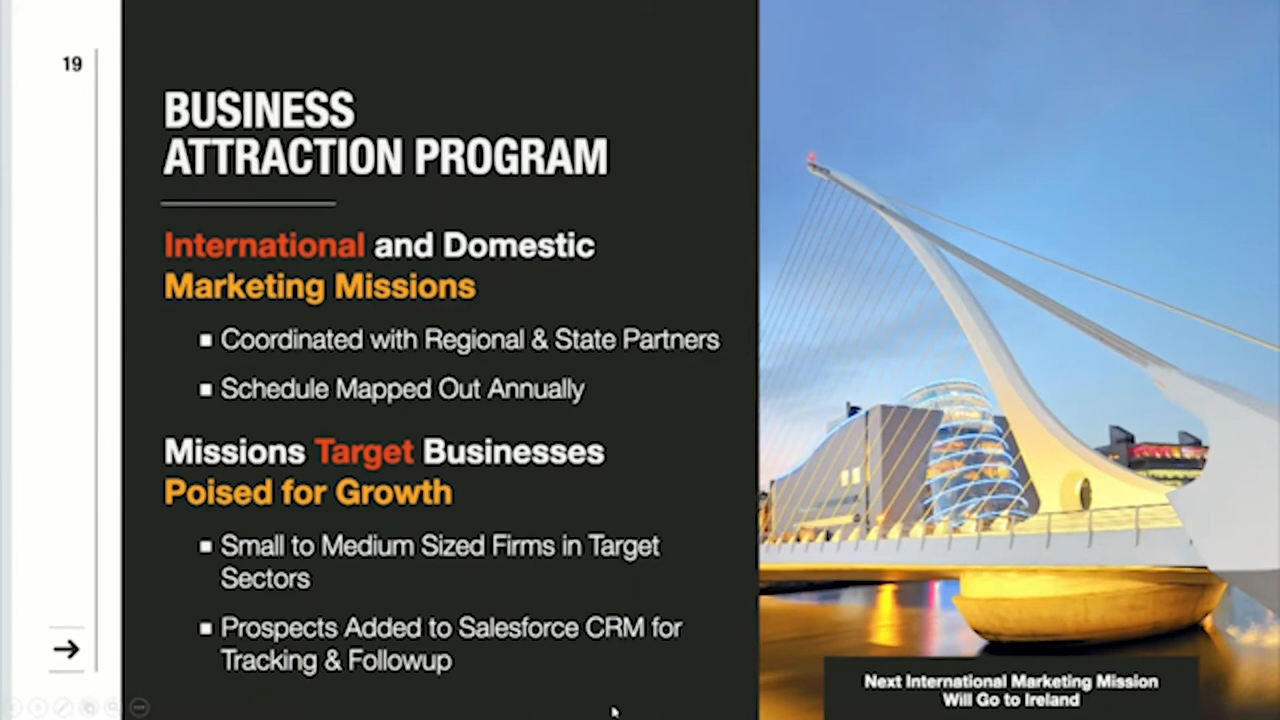 19
BUSINESS
ATTRACTION PROGRAM
International and Domestic
Marketing Missions
Coordinated with Regional & State Partners
Schedule Mapped Out Annually
Missions Target Businesses
Poised for Growth
Small to Medium Sized Firms in Target
Sectors
Prospects Added to Salesforce CRM for
Tracking & Followup
Next International Marketing Mission
Will Go to Ireland